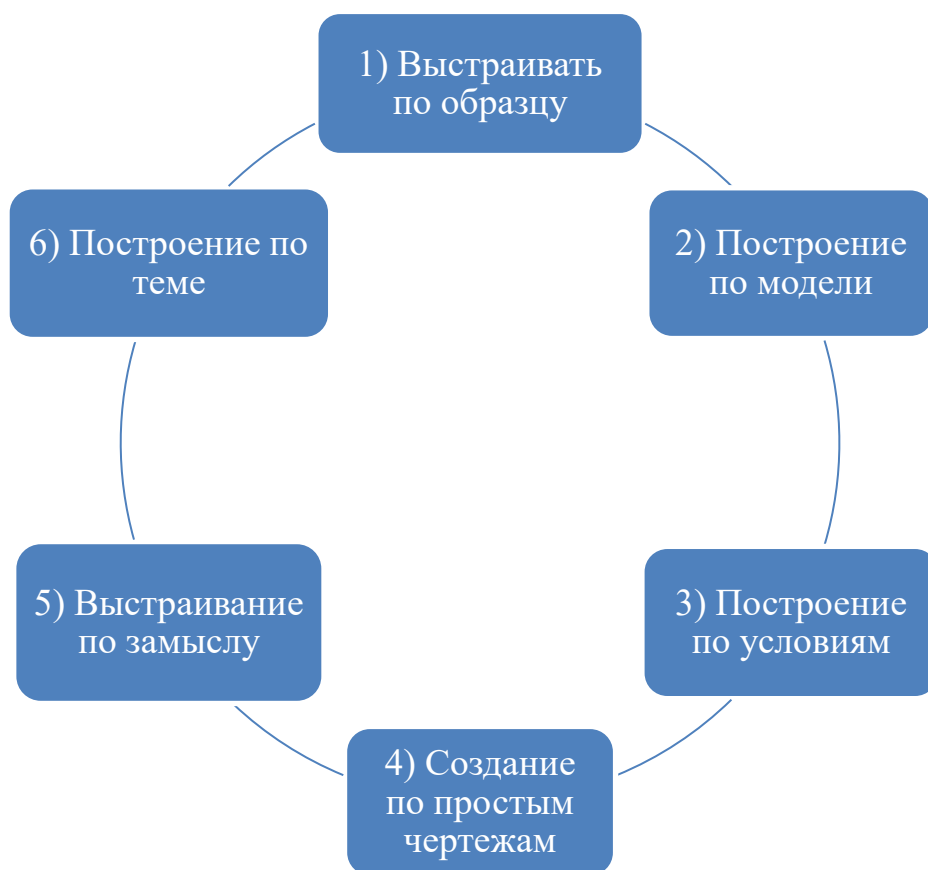 1) Выстраивать
по образцу
2) Построение
по модели
3) Построение
по условиям
4) Создание
по простым
чертежам
5) Выстраивание
по замыслу
6) Построение по
теме